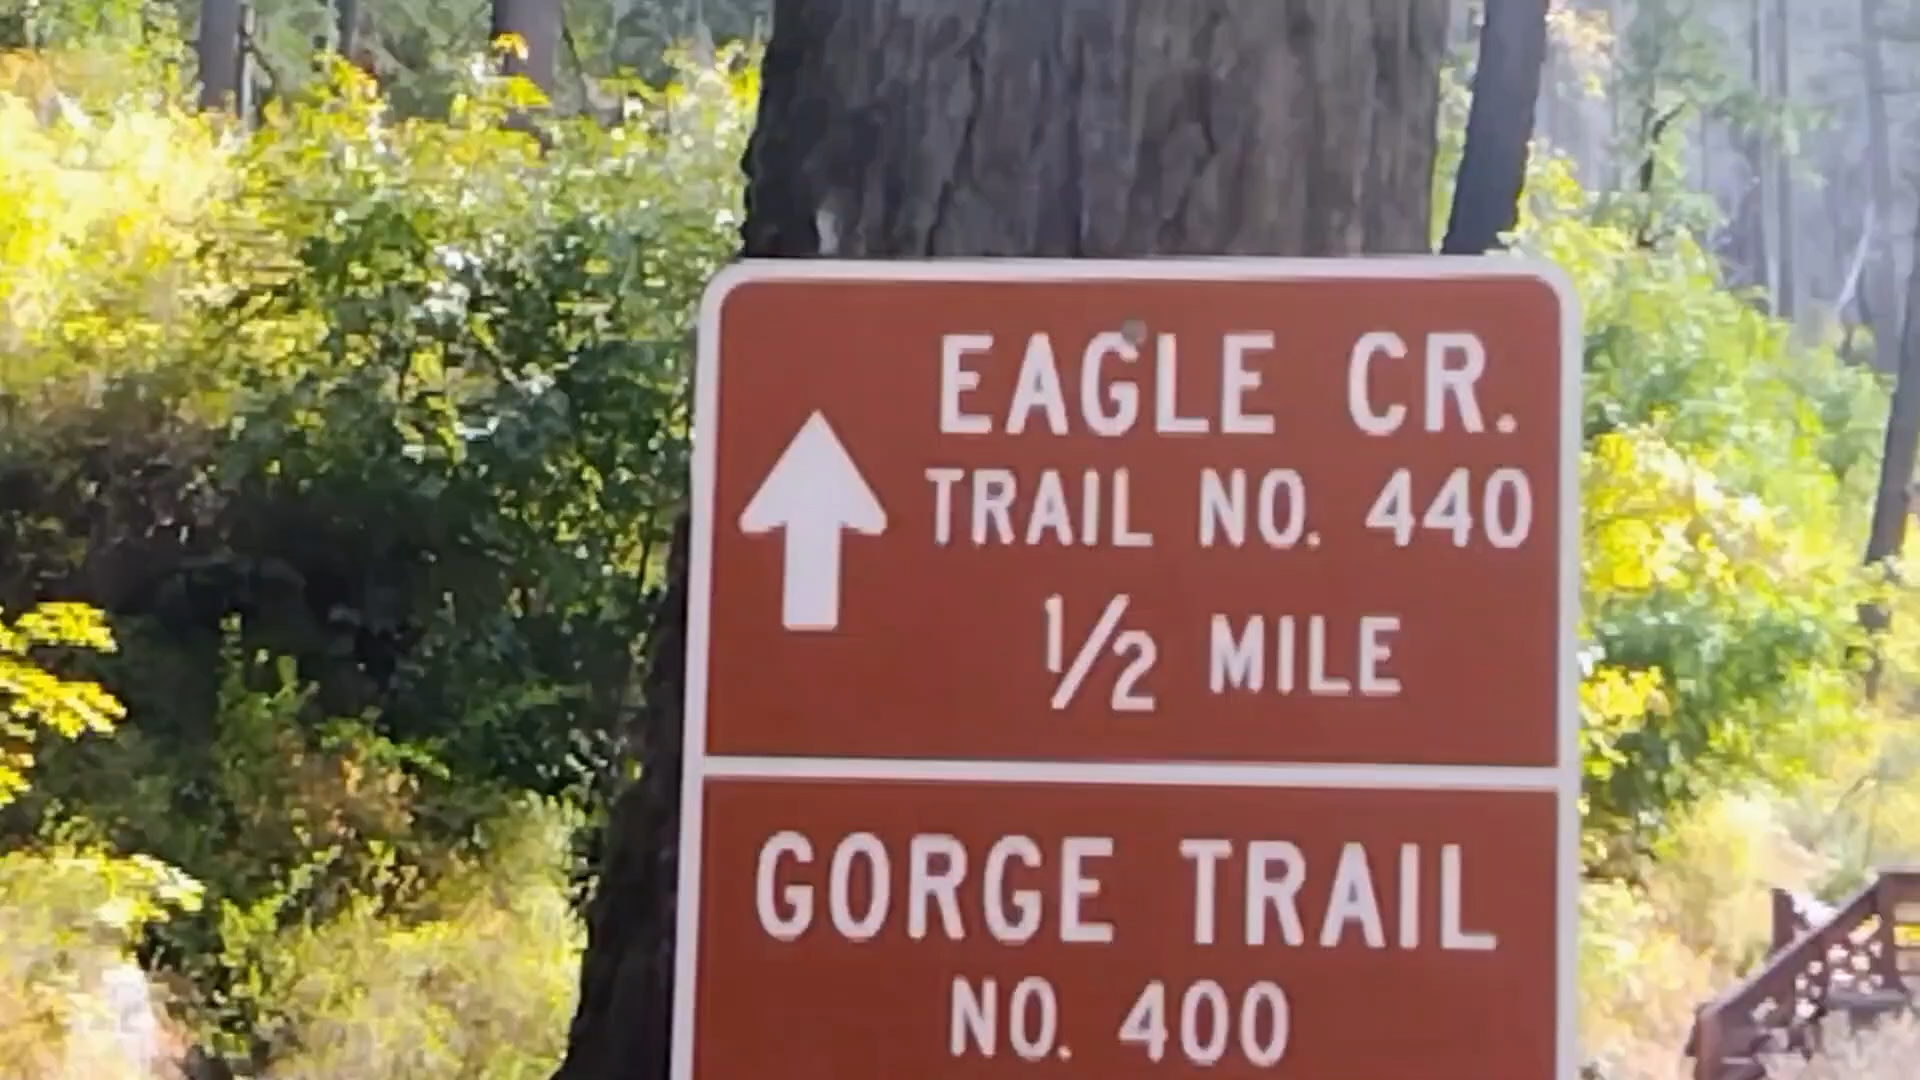 EAGLE CR.
TRAIL NO. 440
1/2 MILE
GORGE TRAIL
NO. 400